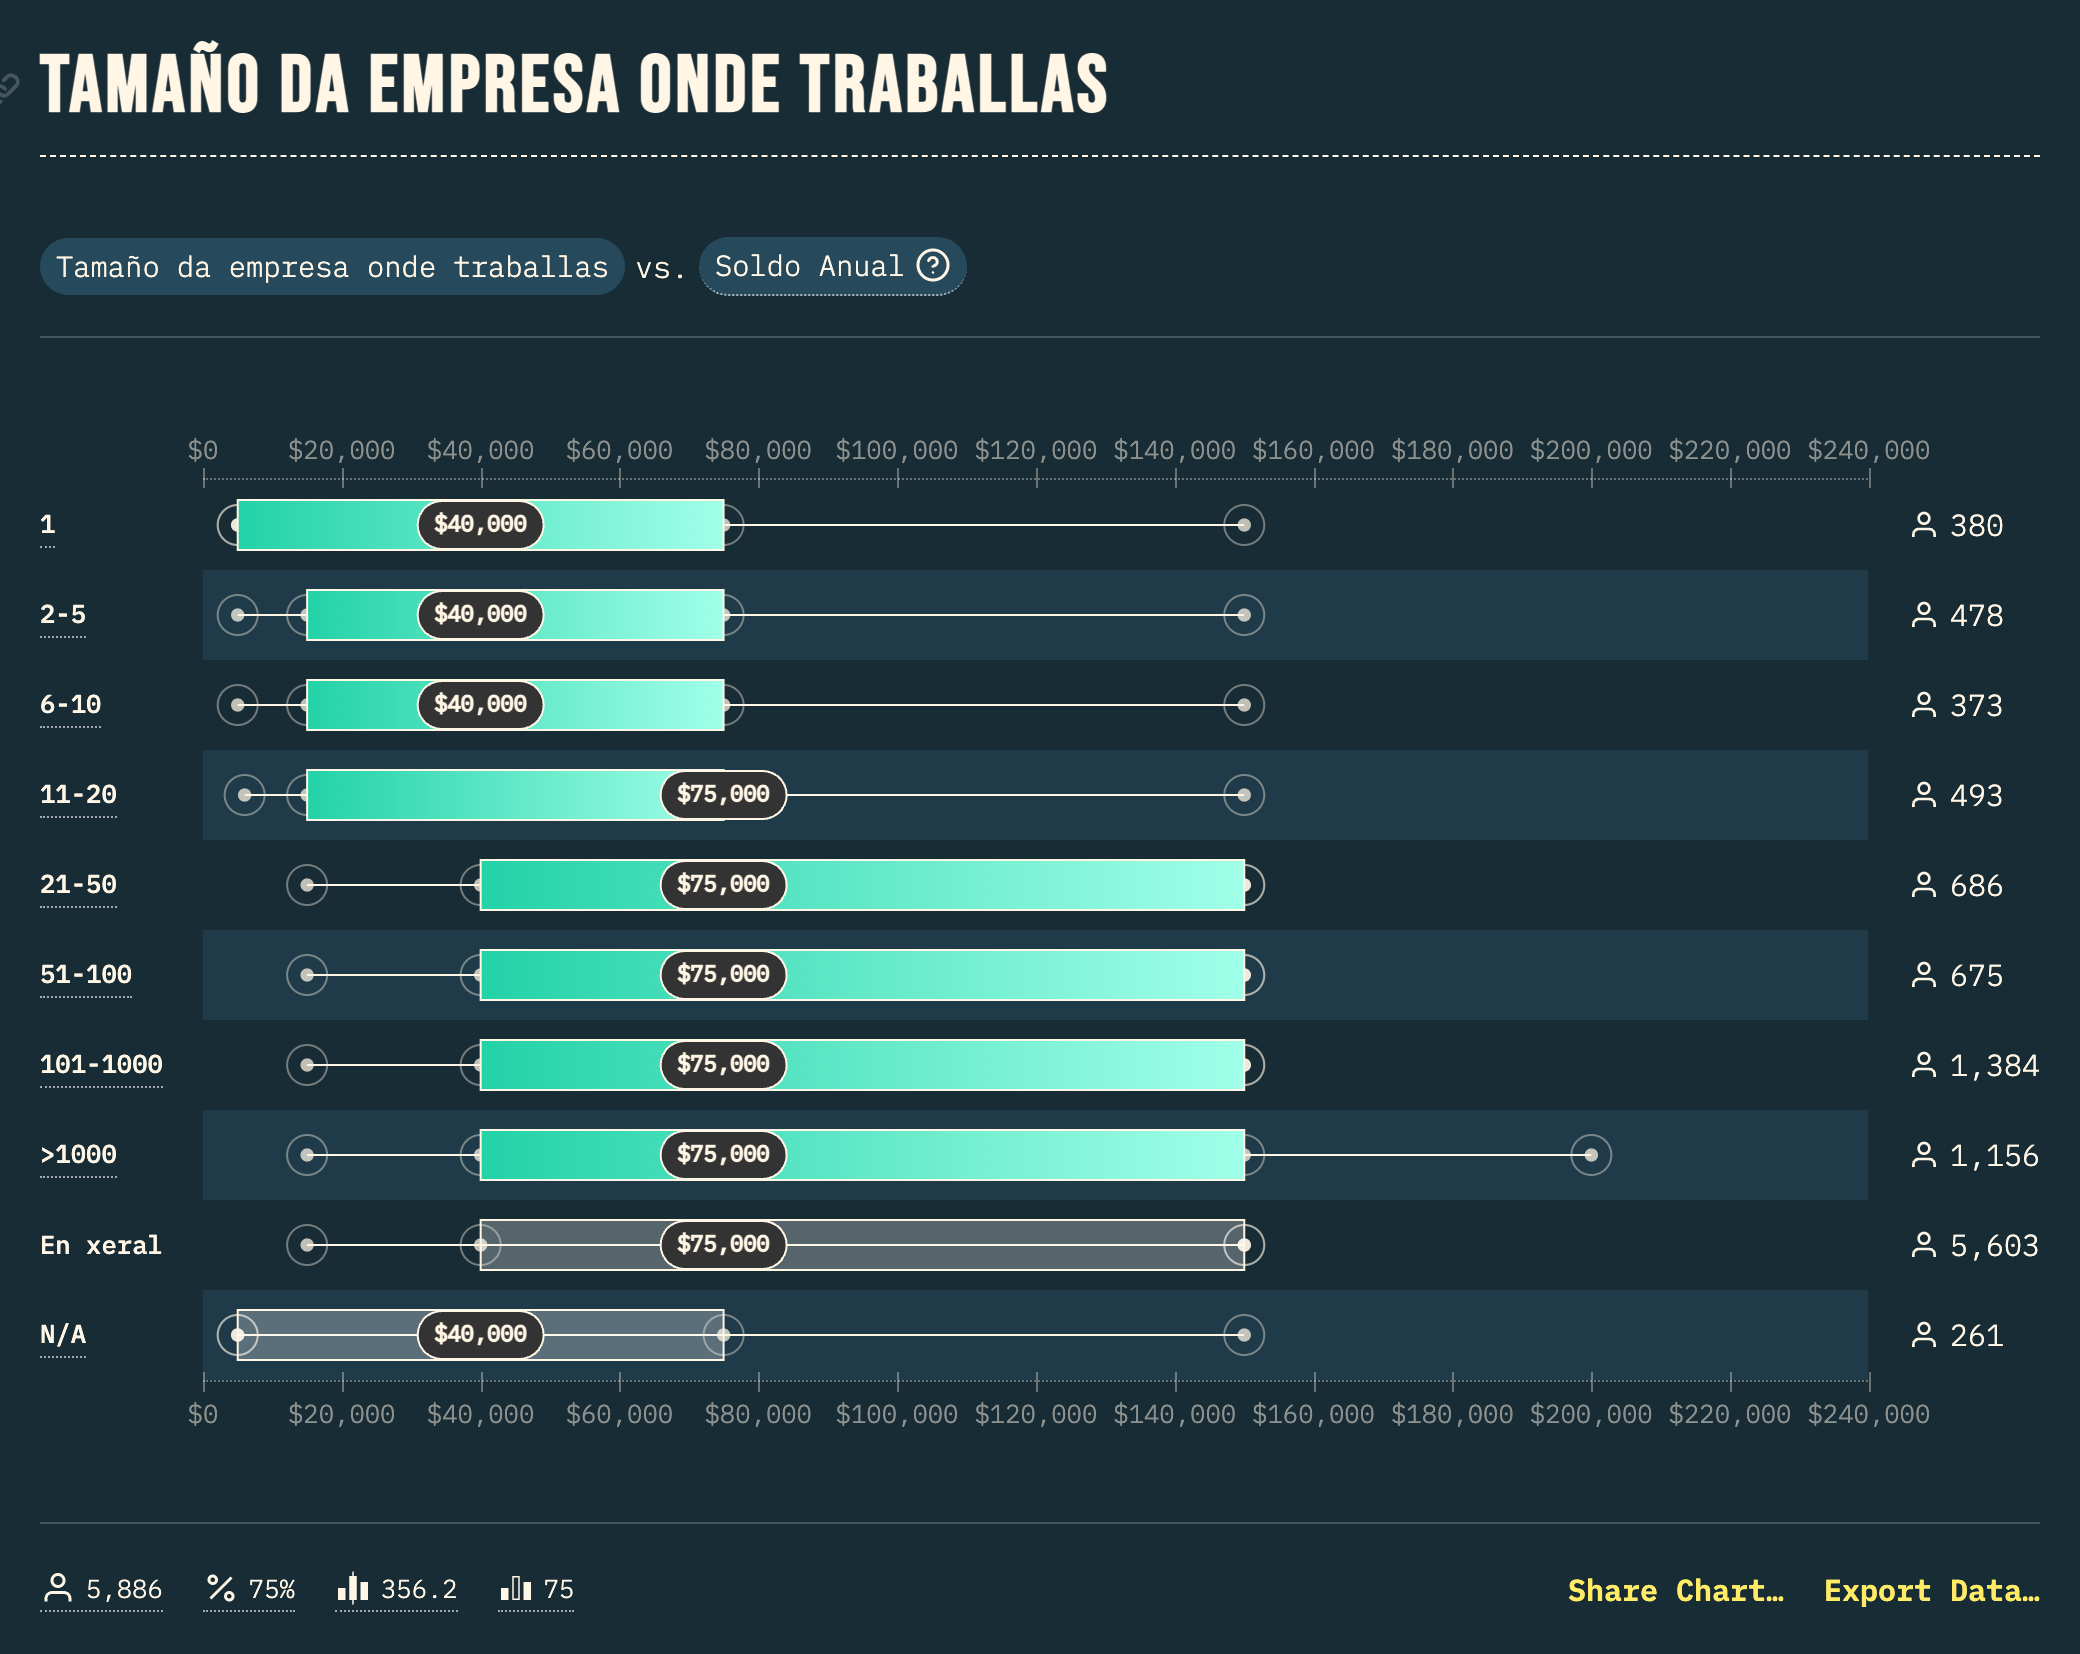 TAMAÑO DA EMPRESA ONDE TRABALLAS
Tamaño da empresa onde traballas vs. Soldo Anual ?
$0 $20,000 $40,000 $60,000 $80,000 $100,000 $120,000 $140,000 $160,000 $180,000 $200,000 $220,000 $240,000
1 $40,000 380
2-5 $40,000 478
6-10 $40,000 373
11-20 $75,000 493
21-50 $75,000 686
51-100 $75,000 675
101-1000 $75,000 1,384
>1000 $75,000 1,156
En xeral $75,000 5,603
N/A $40,000 261
$0 $20,000 $40,000 $60,000 $80,000 $100,000 $120,000 $140,000 $160,000 $180,000 $200,000 $220,000 $240,000
5,886 75% 356.2 75 Share Chart… Export Data…